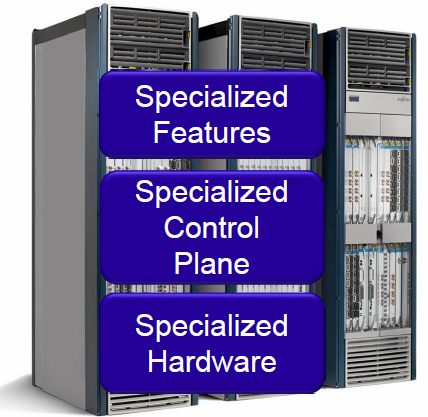 Specialized
Features
Specialized
Control
Plane
Specialized
Hardware